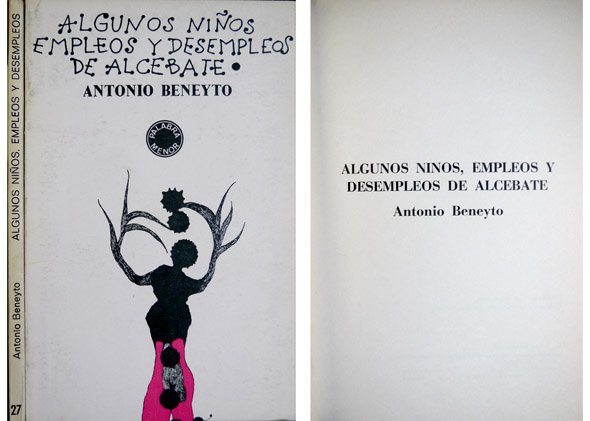 ALGUNOS NIÑOS, EMPLEOS Y DESEMPLEOS
Antonio Beneyto
27
ALGUNOS NIÑOS
EMPLEOS Y DESEMPLEOS
DE ALCEBATE
ANTONIO BENEYTO
PALABRA
MENOR
ALGUNOS NINOS, EMPLEOS Y
DESEMPLEOS DE ALCEBATE
Antonio Beneyto